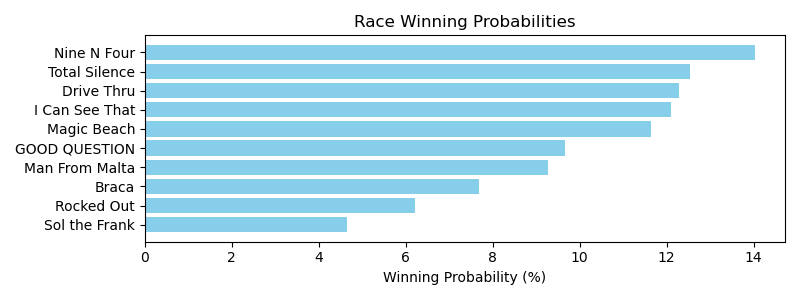 Race Winning Probabilities
Nine N Four
Total Silence
Drive Thru
I Can See That
Magic Beach
GOOD QUESTION
Man From Malta
Braca
Rocked Out
Sol the Frank
0 2 4 6 8 10 12 14
Winning Probability (%)